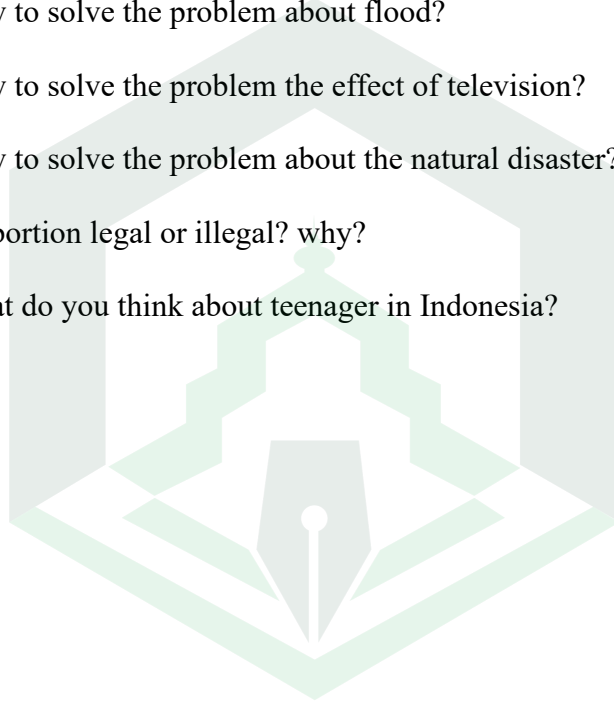 to solve the problem about flood?
to solve the problem the effect of television?
to solve the problem about the natural disaster?
legal or illegal? why?
do you think about teenager in Indonesia?